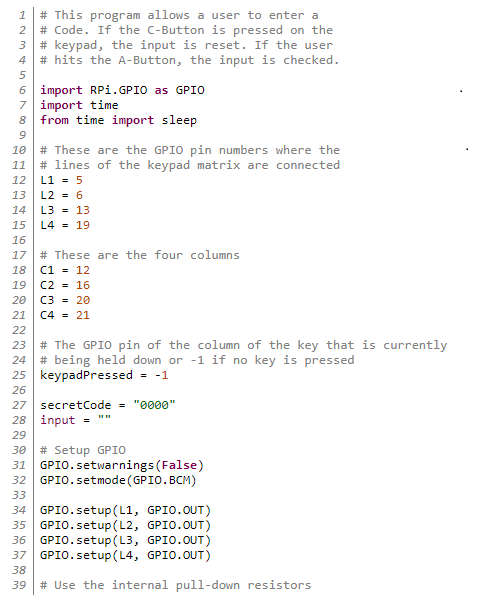 1 # This program allows a user to enter a
2 # Code. If the C-Button is pressed on the
3 # keypad, the input is reset. If the user
4 # hits the A-Button, the input is checked.
5
6 import RPi.GPIO as GPIO
7 import time
8 from time import sleep
9
10 # These are the GPIO pin numbers where the
11 # lines of the keypad matrix are connected
12 L1 = 5
13 L2 = 6
14 L3 = 13
15 L4 = 19
16
17 # These are the four columns
18 C1 = 12
19 C2 = 16
20 C3 = 20
21 C4 = 21
22
23 # The GPIO pin of the column of the key that is currently
24 # being held down or -1 if no key is pressed
25 keypadPressed = -1
26
27 secretCode = "0000"
28 input = ""
29
30 # Setup GPIO
31 GPIO.setwarnings(False)
32 GPIO.setmode(GPIO.BCM)
33
34 GPIO.setup(L1, GPIO.OUT)
35 GPIO.setup(L2, GPIO.OUT)
36 GPIO.setup(L3, GPIO.OUT)
37 GPIO.setup(L4, GPIO.OUT)
38
39 # Use the internal pull-down resistors